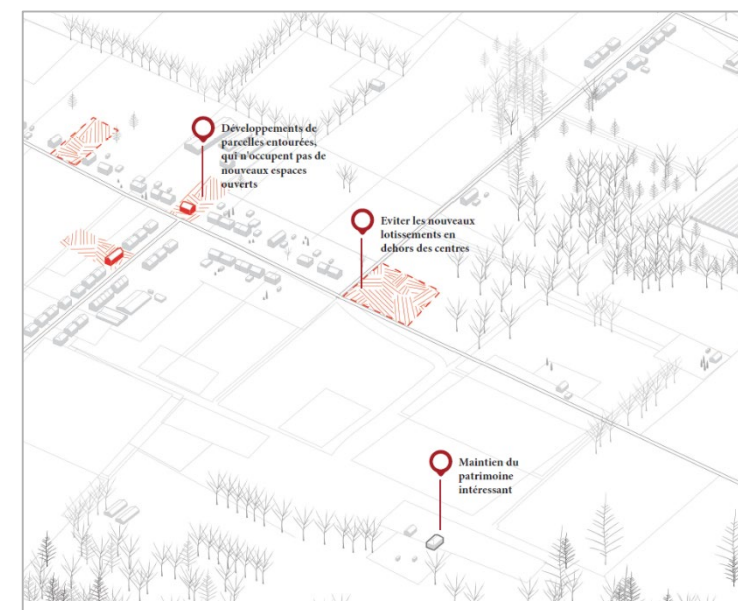 Développements de
parcelles entourées,
qui n'occupent pas de
nouveaux espaces
ouverts
Eviter les nouveaux
lotissements en
dehors des centres
Maintien du
patrimoine
intéressant